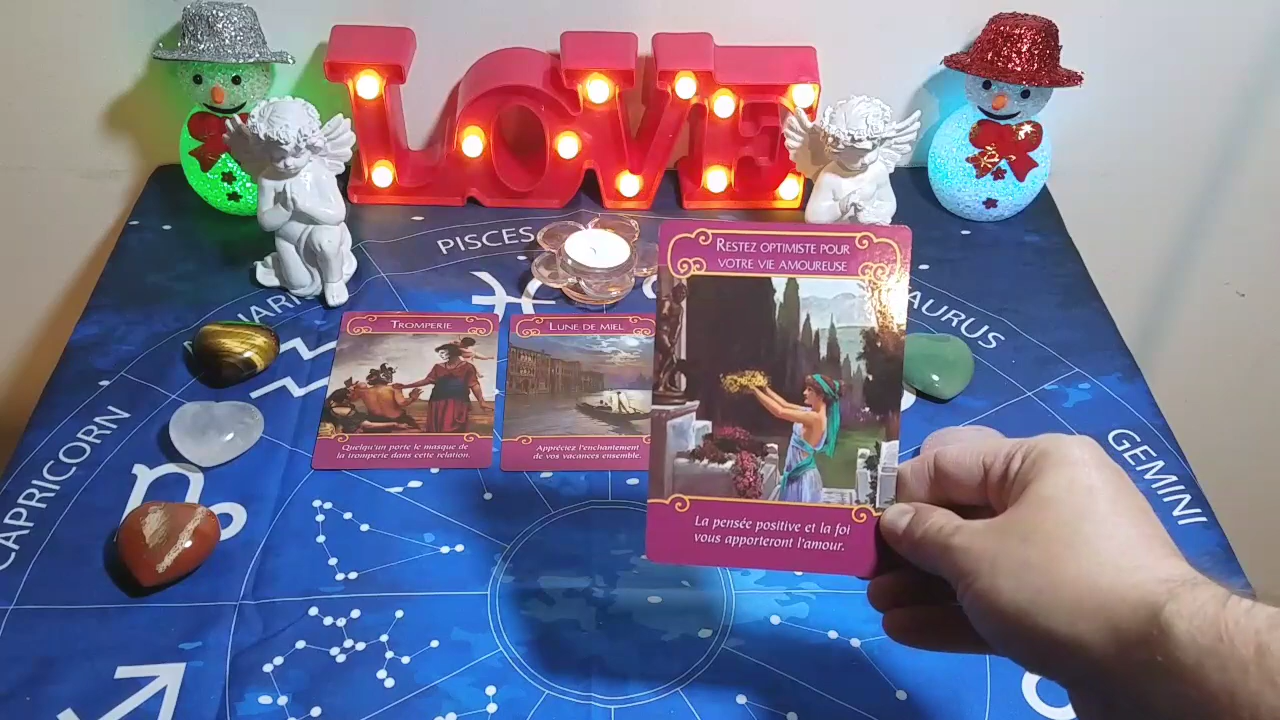 LOVE
PISCES
TAURUS
CAPRICORN
GEMINI
TROMPERIE
Quelqu'un porte le masque de
la tromperie dans cette relation.
LUNE DE MIEL
Appréciez l'enchantement
de vos vacances ensemble.
RESTEZ OPTIMISTE POUR
VOTRE VIE AMOUREUSE
La pensée positive et la foi
vous apporteront l'amour.